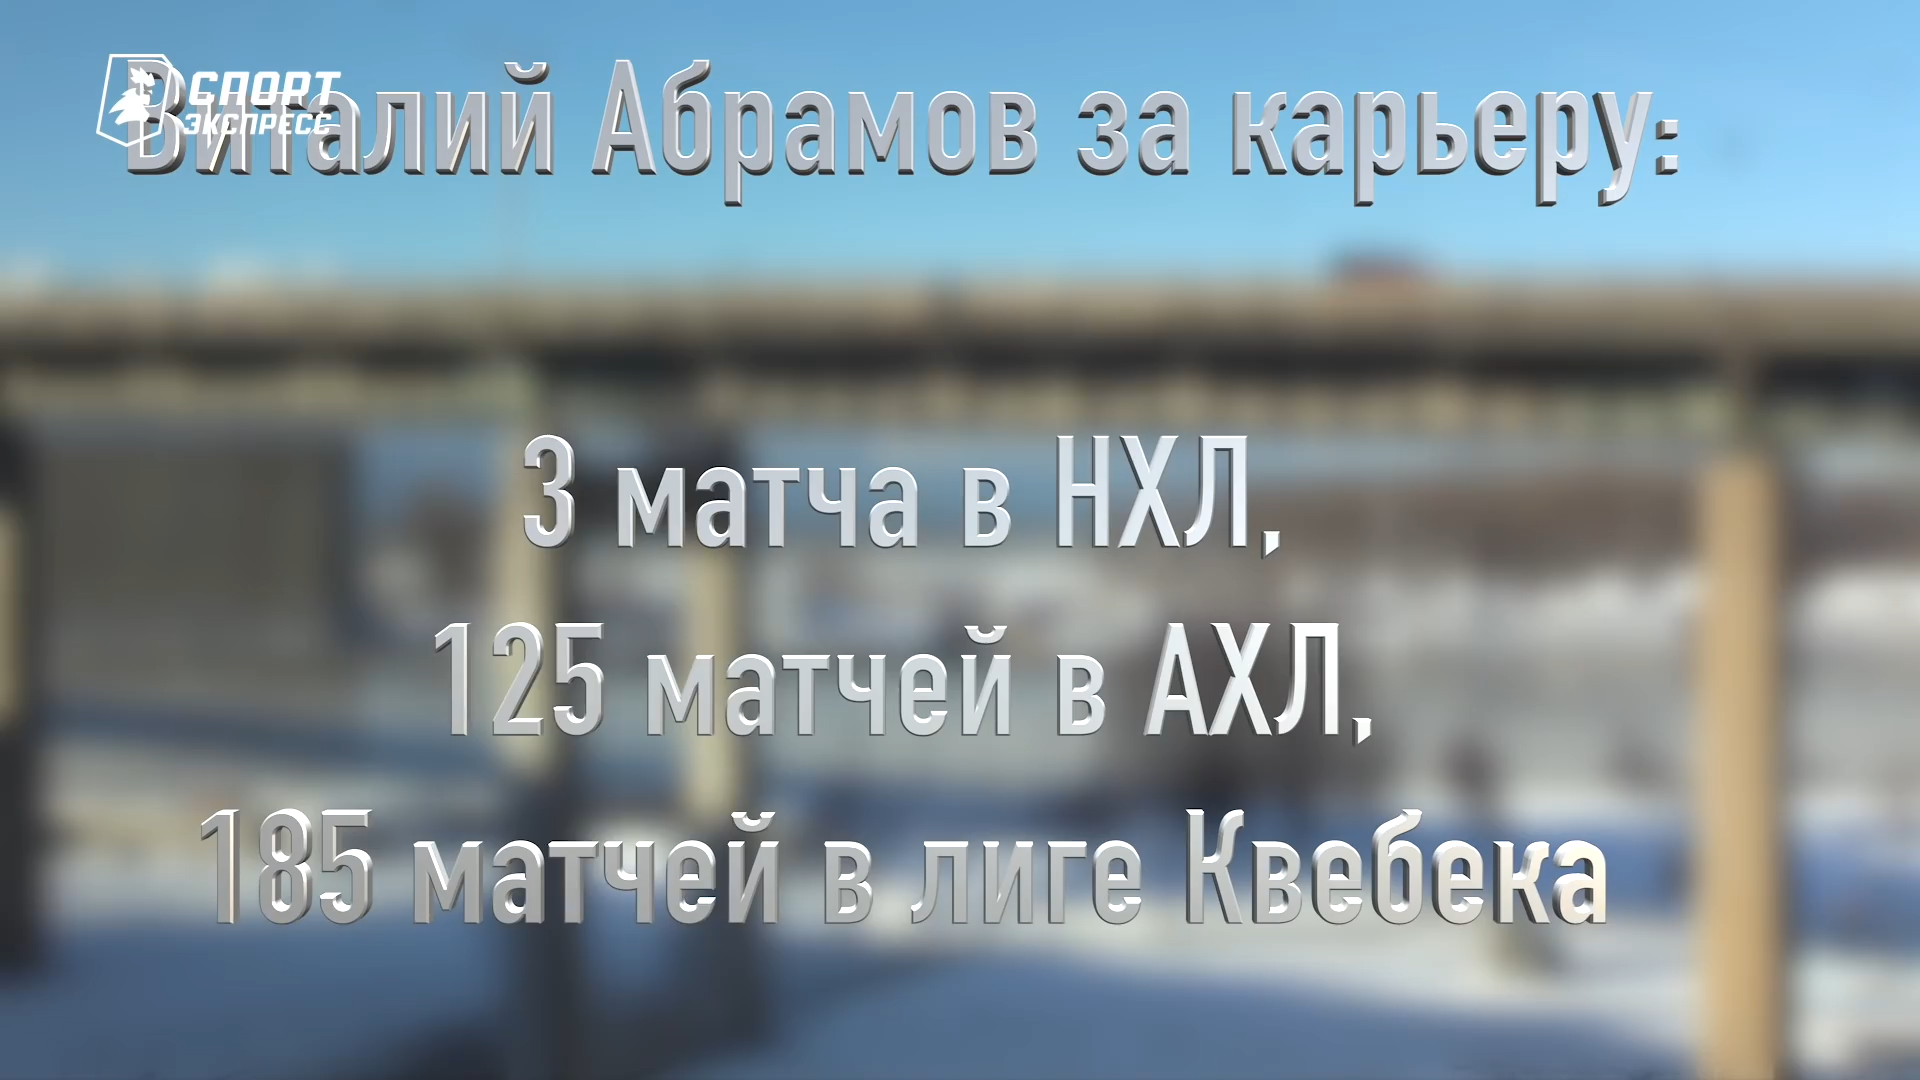 СПОРТ
ЭКСПРЕСС
Виталий Абрамов за карьеру:
3 матча в НХЛ,
125 матчей в АХЛ,
185 матчей в лиге Квебека